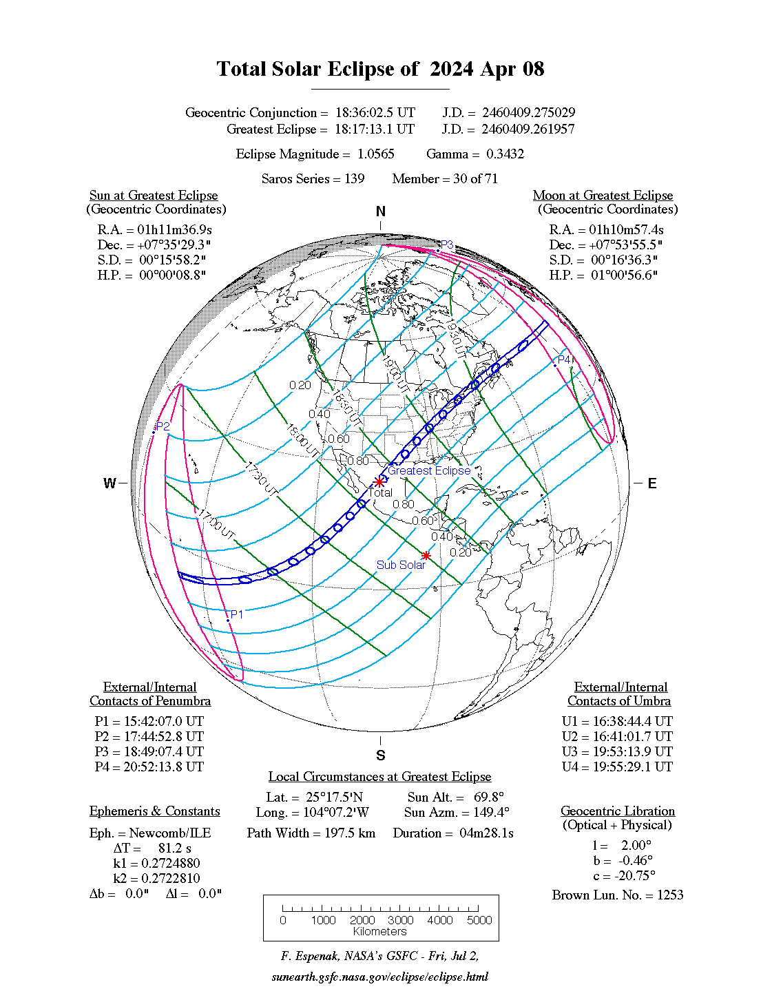 Total Solar Eclipse of 2024 Apr 08
Geocentric Conjunction = 18:36:02.5 UT J.D. = 2460409.275029
Greatest Eclipse = 18:17:13.1 UT J.D. = 2460409.261957
Eclipse Magnitude = 1.0565 Gamma = 0.3432
Saros Series = 139 Member = 30 of 71
Sun at Greatest Eclipse
(Geocentric Coordinates)
R.A. = 01h11m36.9s
Dec. = +07°35'29.3"
S.D. = 00°15'58.2"
H.P. = 00°00'08.8"
Moon at Greatest Eclipse
(Geocentric Coordinates)
R.A. = 01h10m57.4s
Dec. = +07°53'55.5"
S.D. = 00°16'36.3"
H.P. = 01°00'56.6"
N
P3
P4
19:30 UT
19:00 UT
18:30 UT
18:00 UT
17:30 UT
17:00 UT
0.20
0.40
0.60
0.80
P2
W
E
Greatest Eclipse
Total
0.80
0.60
0.40
0.20
Sub Solar
P1
S
External/Internal
Contacts of Penumbra
P1 = 15:42:07.0 UT
P2 = 17:44:52.8 UT
P3 = 18:49:07.4 UT
P4 = 20:52:13.8 UT
External/Internal
Contacts of Umbra
U1 = 16:38:44.4 UT
U2 = 16:41:01.7 UT
U3 = 19:53:13.9 UT
U4 = 19:55:29.1 UT
Local Circumstances at Greatest Eclipse
Lat. = 25°17.5'N Sun Alt. = 69.8°
Long. = 104°07.2'W Sun Azm. = 149.4°
Path Width = 197.5 km Duration = 04m28.1s
Ephemeris & Constants
Eph. = Newcomb/ILE
ΔT = 81.2 s
k1 = 0.2724880
k2 = 0.2722810
Δb = 0.0" Δl = 0.0"
Geocentric Libration
(Optical + Physical)
l = 2.00°
b = -0.46°
c = -20.75°
Brown Lun. No. = 1253
0 1000 2000 3000 4000 5000
Kilometers
F. Espenak, NASA's GSFC - Fri, Jul 2,
sunearth.gsfc.nasa.gov/eclipse/eclipse.html